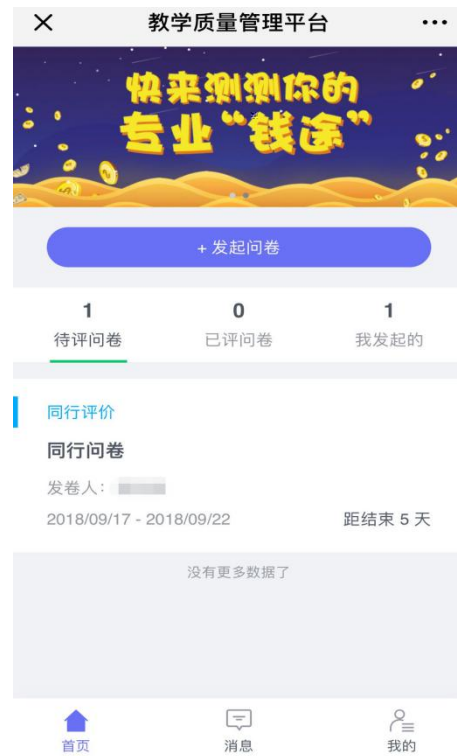 教学质量管理平台
快来测测你的
专业“钱途”
+ 发起问卷
1 0 1
待评问卷 已评问卷 我发起的
同行评价
同行问卷
发卷人：
2018/09/17 - 2018/09/22 距结束 5 天
没有更多数据了
首页 消息 我的